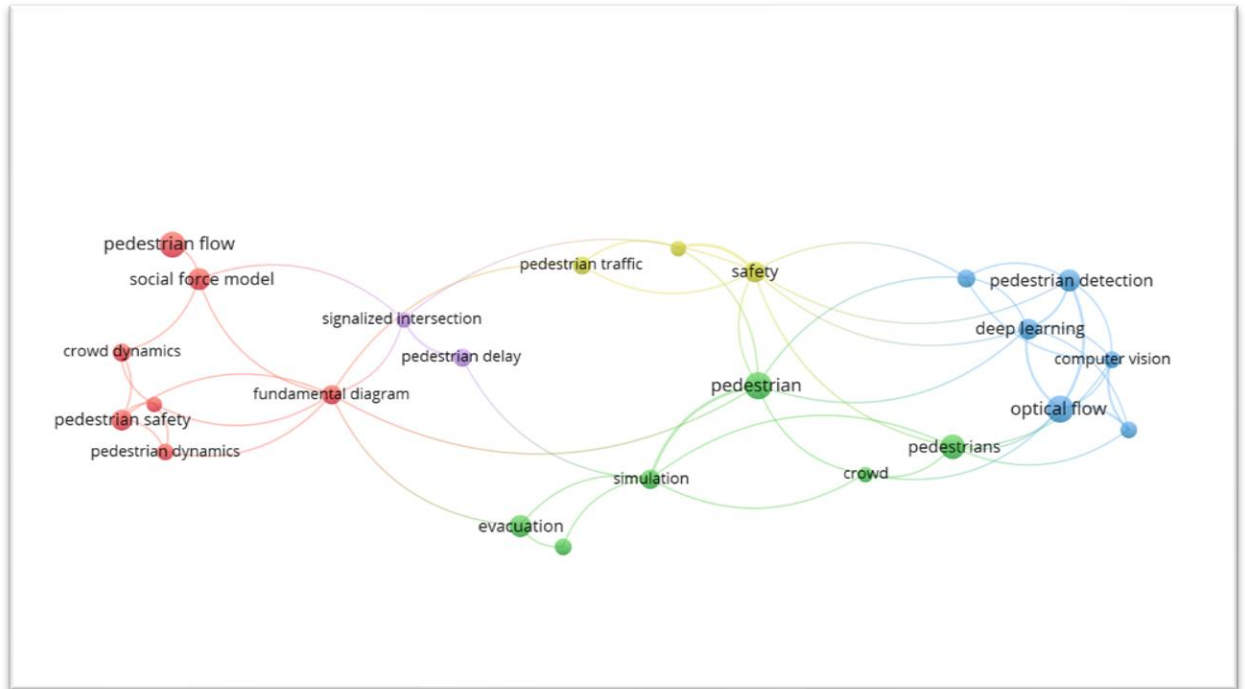 pedestrian flow
social force model
pedestrian traffic
safety
pedestrian detection
signalized intersection
deep learning
crowd dynamics
pedestrian delay
computer vision
fundamental diagram
pedestrian
pedestrian safety
optical flow
pedestrian dynamics
pedestrians
simulation
crowd
evacuation